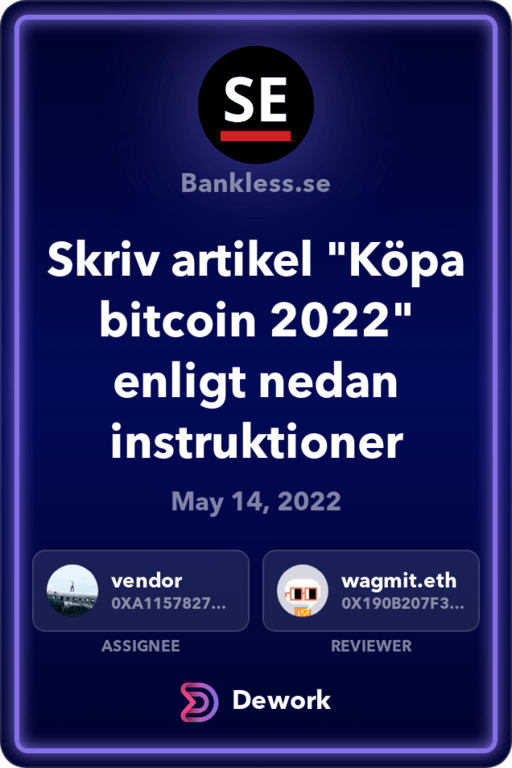 SE
Bankless.se
Skriv artikel "Köpa
bitcoin 2022"
enligt nedan
instruktioner
May 14, 2022
vendor
0XA1157827...
ASSIGNEE
wagmit.eth
0X190B207F3...
REVIEWER
Dework